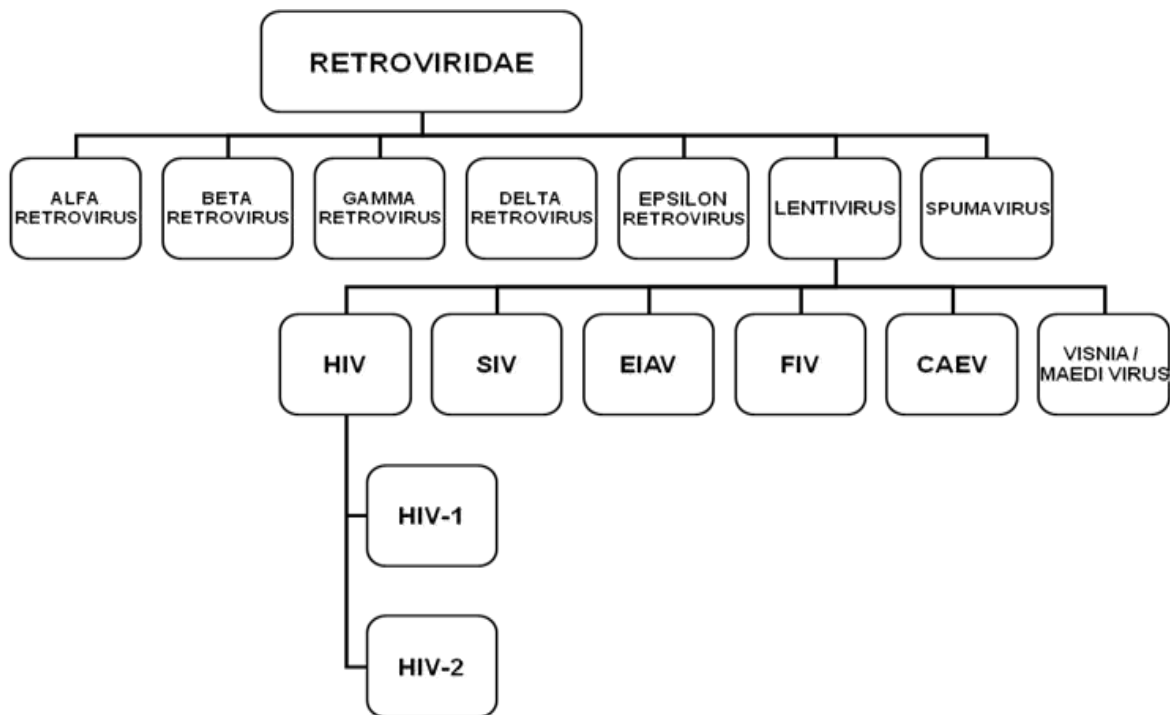 RETROVIRIDAE
ALFA
RETROVIRUS
BETA
RETROVIRUS
GAMMA
RETROVIRUS
DELTA
RETROVIRUS
EPSILON
RETROVIRUS
LENTIVIRUS
SPUMAVIRUS
HIV
SIV
EIAV
FIV
CAEV
VISNIA /
MAEDI VIRUS
HIV-1
HIV-2